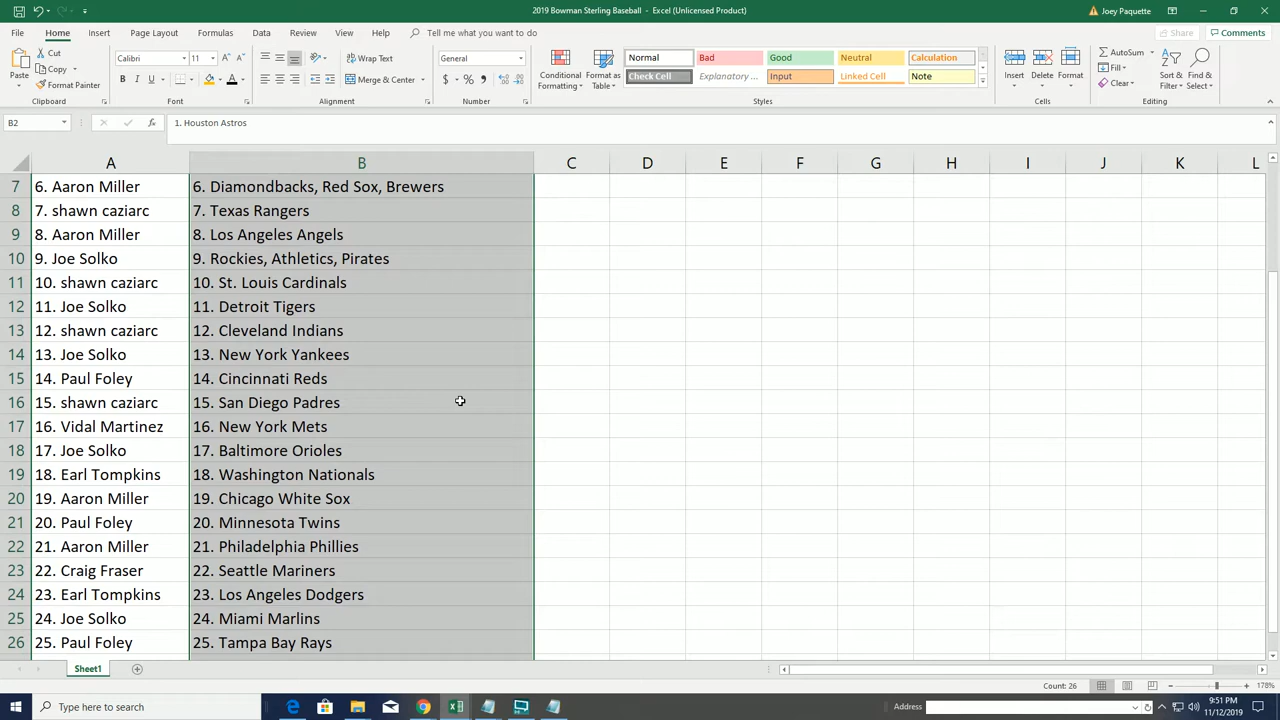 2019 Bowman Sterling Baseball - Excel (Unlicensed Product)
Joey Paquette
File Home Insert Page Layout Formulas Data Review View Help Tell me what you want to do
Share Comments
Paste
Cut
Copy
Format Painter
Clipboard
Calibri 11
B I U
Font
Wrap Text
Merge & Center
Alignment
General
$ % ,
Number
Conditional Formatting
Format as Table
Normal Bad Good Neutral Calculation
Check Cell Explanatory ... Input Linked Cell Note
Styles
Insert Delete Format
Cells
AutoSum
Fill
Clear
Sort & Filter
Find & Select
Editing
B2 fx 1. Houston Astros
A B C D E F G H I J K L
7 6. Aaron Miller 6. Diamondbacks, Red Sox, Brewers
8 7. shawn caziarc 7. Texas Rangers
9 8. Aaron Miller 8. Los Angeles Angels
10 9. Joe Solko 9. Rockies, Athletics, Pirates
11 10. shawn caziarc 10. St. Louis Cardinals
12 11. Joe Solko 11. Detroit Tigers
13 12. shawn caziarc 12. Cleveland Indians
14 13. Joe Solko 13. New York Yankees
15 14. Paul Foley 14. Cincinnati Reds
16 15. shawn caziarc 15. San Diego Padres
17 16. Vidal Martinez 16. New York Mets
18 17. Joe Solko 17. Baltimore Orioles
19 18. Earl Tompkins 18. Washington Nationals
20 19. Aaron Miller 19. Chicago White Sox
21 20. Paul Foley 20. Minnesota Twins
22 21. Aaron Miller 21. Philadelphia Phillies
23 22. Craig Fraser 22. Seattle Mariners
24 23. Earl Tompkins 23. Los Angeles Dodgers
25 24. Joe Solko 24. Miami Marlins
26 25. Paul Foley 25. Tampa Bay Rays
Sheet1
Count: 26
178%
Type here to search
Address
9:51 PM
11/12/2019